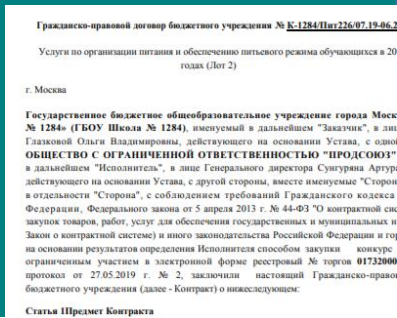 Гражданско-правовой договор бюджетного учреждения № К-1284/Пит226/07.19-06.2
Услуги по организации питания и обеспечению питьевого режима обучающихся в 20
годах (Лот 2)
г. Москва
Государственное бюджетное общеобразовательное учреждение города Моск
№ 1284» (ГБОУ Школа № 1284), именуемый в дальнейшем "Заказчик", в лиц
Глазковой Ольги Владимировны, действующего на основании Устава, с одной
ОБЩЕСТВО С ОГРАНИЧЕННОЙ ОТВЕТСТВЕННОСТЬЮ "ПРОДСОЮЗ"
в дальнейшем "Исполнитель", в лице Генерального директора Сунгуряна Артура
действующего на основании Устава, с другой стороны, вместе именуемые "Сторон
в отдельности "Сторона", с соблюдением требований Гражданского кодекса
Федерации, Федерального закона от 5 апреля 2013 г. № 44-ФЗ "О контрактной сис
закупок товаров, работ, услуг для обеспечения государственных и муниципальных н
Закон о контрактной системе) и иного законодательства Российской Федерации и гор
на основании результатов определения Исполнителя способом закупки конкурс
ограниченным участием в электронной форме реестровый № торгов 01732000
протокол от 27.05.2019 г. № 2, заключили настоящий Гражданско-право
бюджетного учреждения (далее - Контракт) о нижеследующем:
Статья 1Предмет Контракта